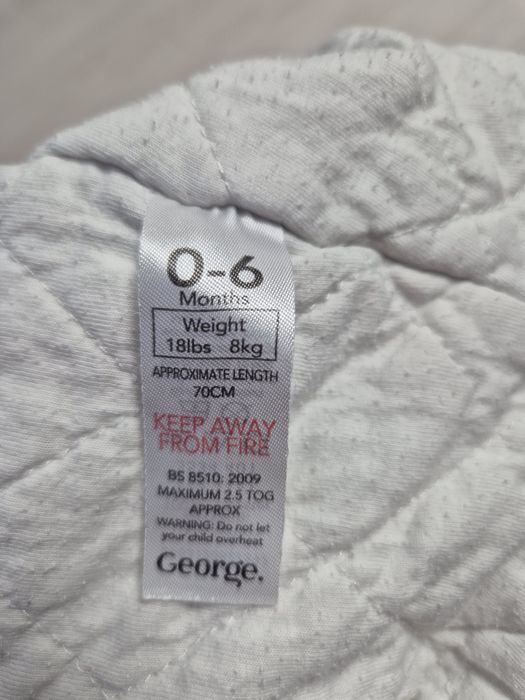 0-6
Months
Weight
18lbs 8kg
APPROXIMATE LENGTH
70CM
KEEP AWAY
FROM FIRE
BS 8510: 2009
MAXIMUM 2.5 TOG
APPROX
WARNING: Do not let
your child overheat
George.